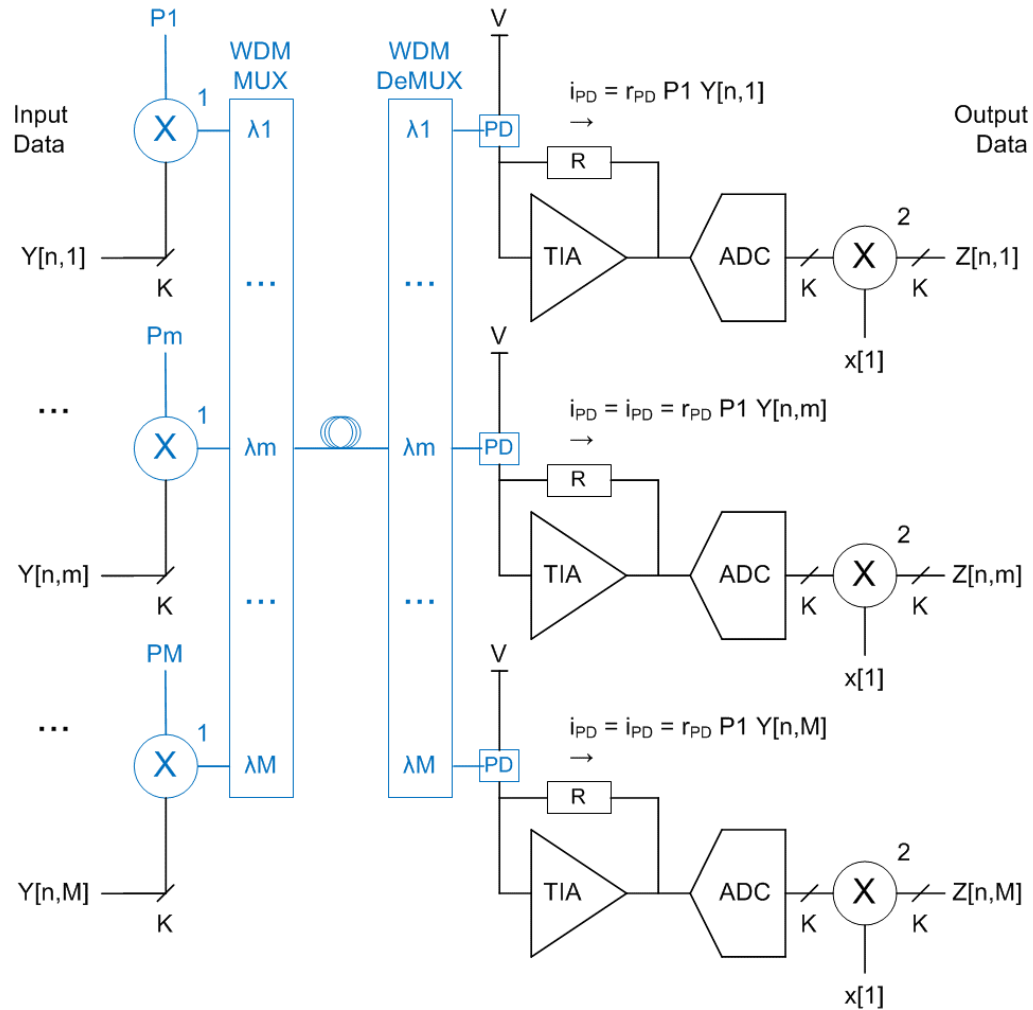 P1
V
WDM
MUX
WDM
DeMUX
iPD = rPD P1 Y[n,1]
→
Input
Data
Output
Data
1
X
λ1
λ1
PD
R
2
Y[n,1]
K
TIA
ADC
K
X
K
Z[n,1]
...
...
x[1]
Pm
V
...
iPD = iPD = rPD P1 Y[n,m]
→
1
X
λm
λm
PD
R
2
Y[n,m]
K
TIA
ADC
K
X
K
Z[n,m]
...
...
x[1]
PM
V
...
iPD = iPD = rPD P1 Y[n,M]
→
1
X
λM
λM
PD
R
2
Y[n,M]
K
TIA
ADC
K
X
K
Z[n,M]
x[1]